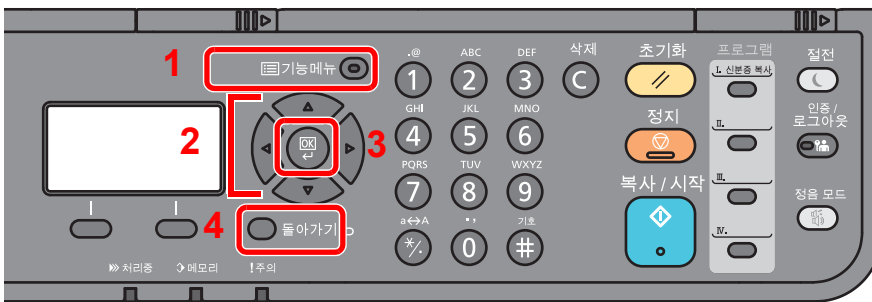 1
기능메뉴
2
OK
3
4
돌아가기
처리중
메모리
!주의
.@
ABC
DEF
삭제
1
2
3
C
GHI
JKL
MNO
4
5
6
PQRS
TUV
WXYZ
7
8
9
a⇔A
.,
기호
*/.
0
#
초기화
정지
복사 / 시작
프로그램
I. 신분증 복사
II.
III.
IV.
절전
인증 /
로그아웃
정음 모드